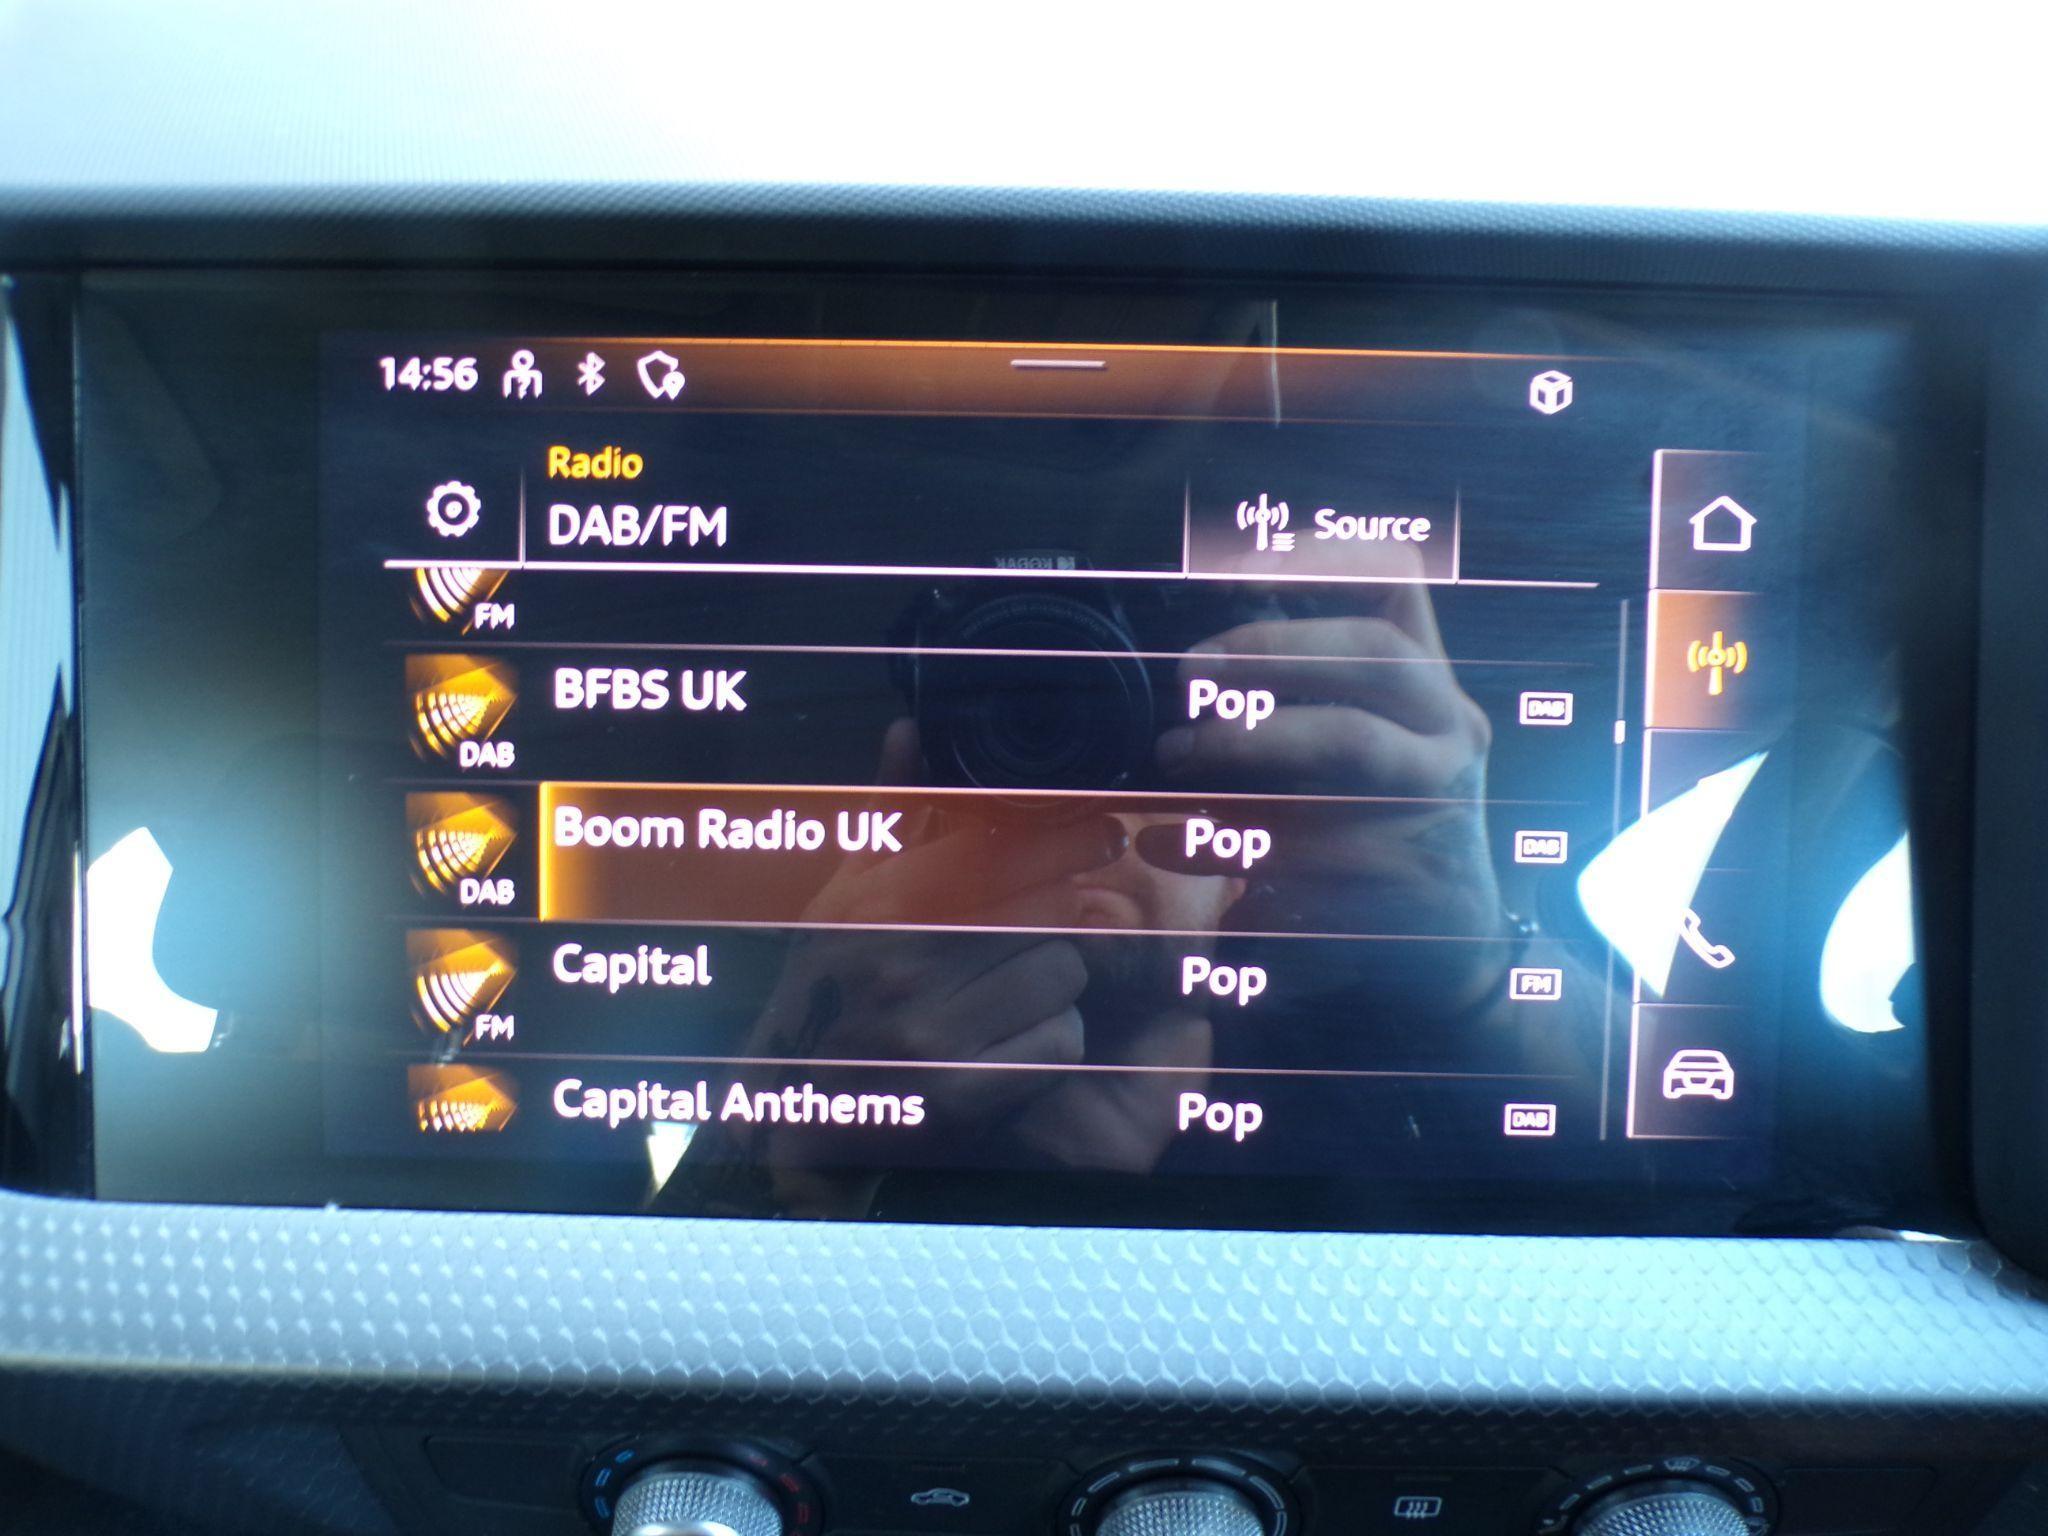 14:56
Radio
DAB/FM
Source
FM
BFBS UK Pop DAB
DAB
Boom Radio UK Pop DAB
DAB
Capital Pop FM
FM
Capital Anthems Pop DAB
KODAK